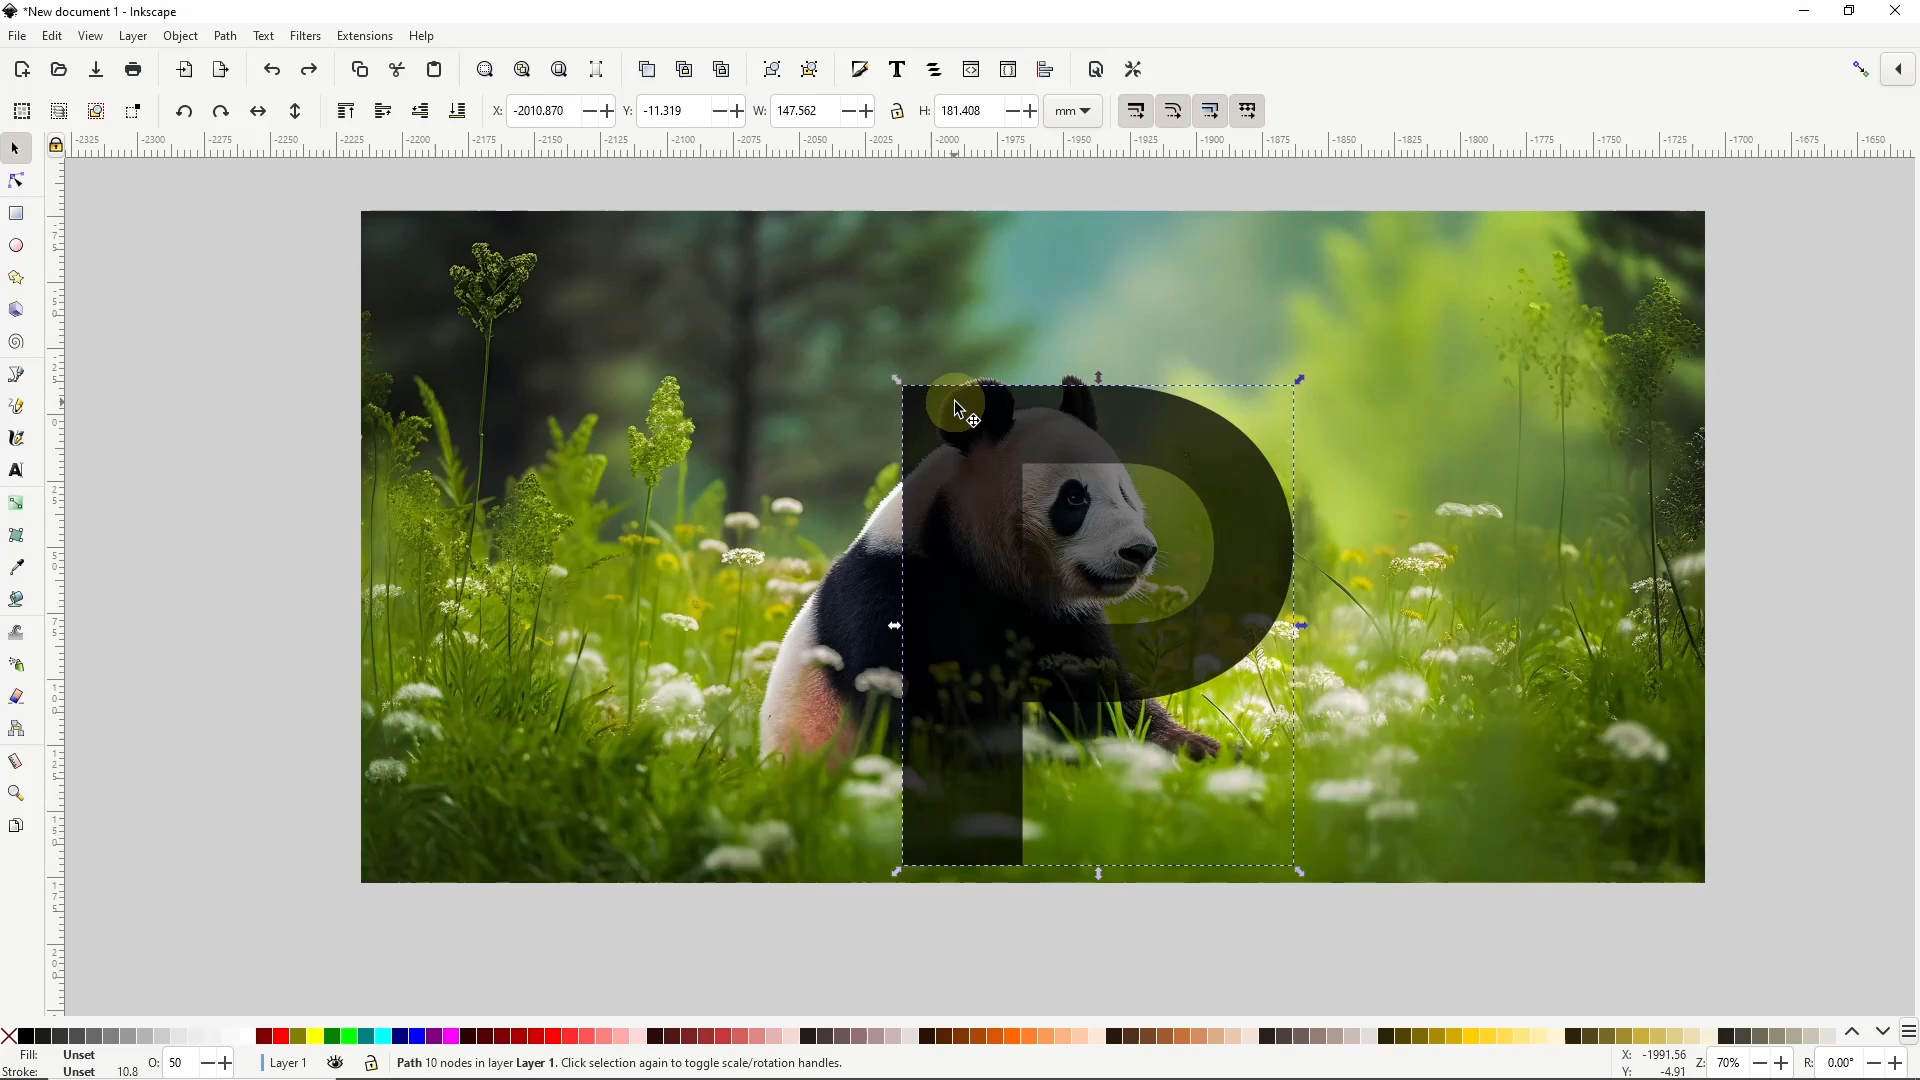 *New document 1 - Inkscape
File Edit View Layer Object Path Text Filters Extensions Help
X: -2010.870 Y: -11.319 W: 147.562 H: 181.408 mm
-2325 -2300 -2275 -2250 -2225 -2200 -2175 -2150 -2125 -2100 -2075 -2050 -2025 -2000 -1975 -1950 -1925 -1900 -1875 -1850 -1825 -1800 -1775 -1750 -1725 -1700 -1675 -1650
P
Fill: Unset O: 50 Layer 1 Path 10 nodes in layer Layer 1. Click selection again to toggle scale/rotation handles. X: -1991.56 Z: 70% R: 0.00°
Stroke: Unset 10.8 Y: -4.91